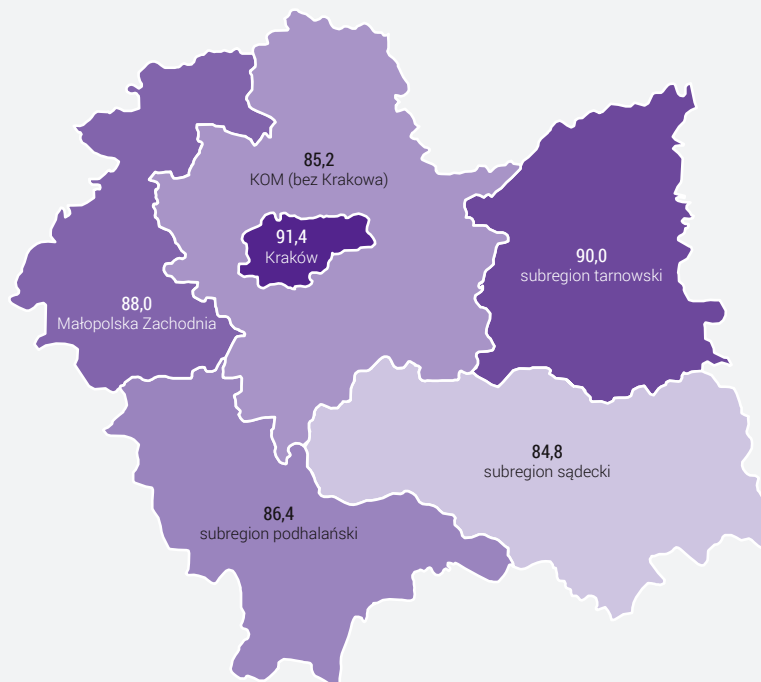 85,2
KOM (bez Krakowa)
91,4
Kraków
90,0
subregion tarnowski
88,0
Małopolska Zachodnia
84,8
subregion sądecki
86,4
subregion podhalański